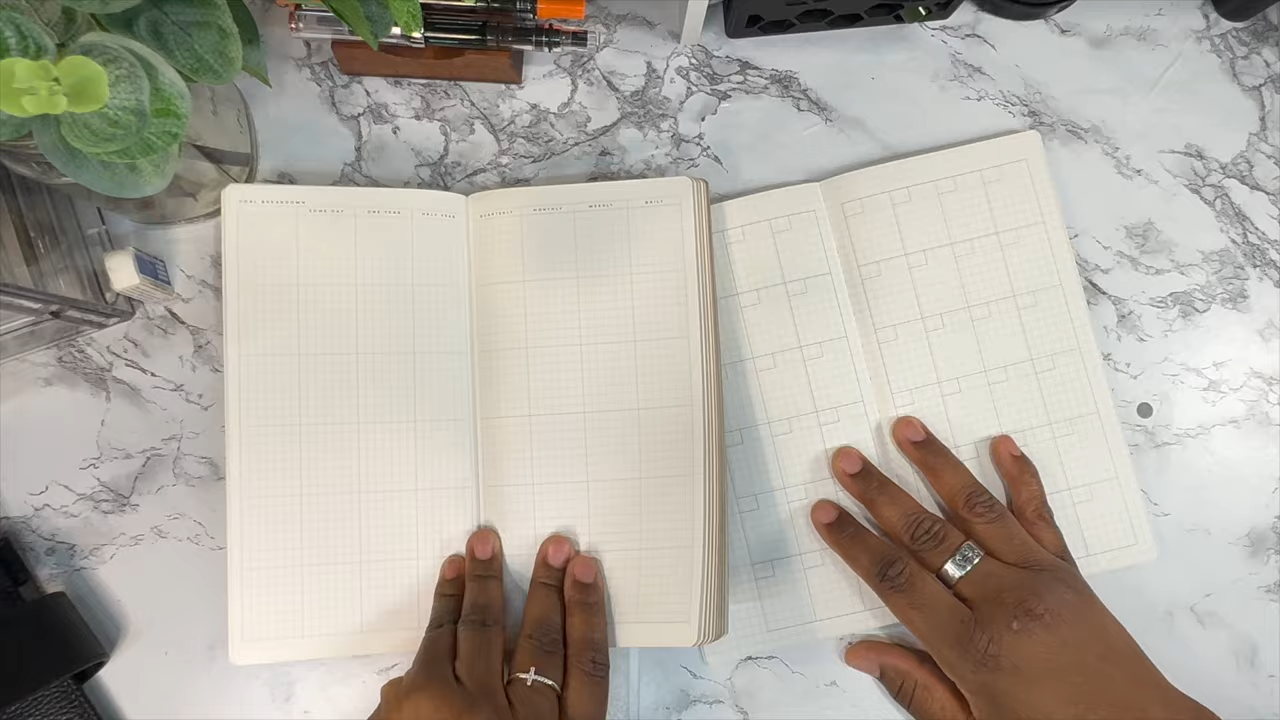 GOAL BREAKDOWN
SOME DAY ONE YEAR HALF YEAR
QUARTERLY MONTHLY WEEKLY DAILY